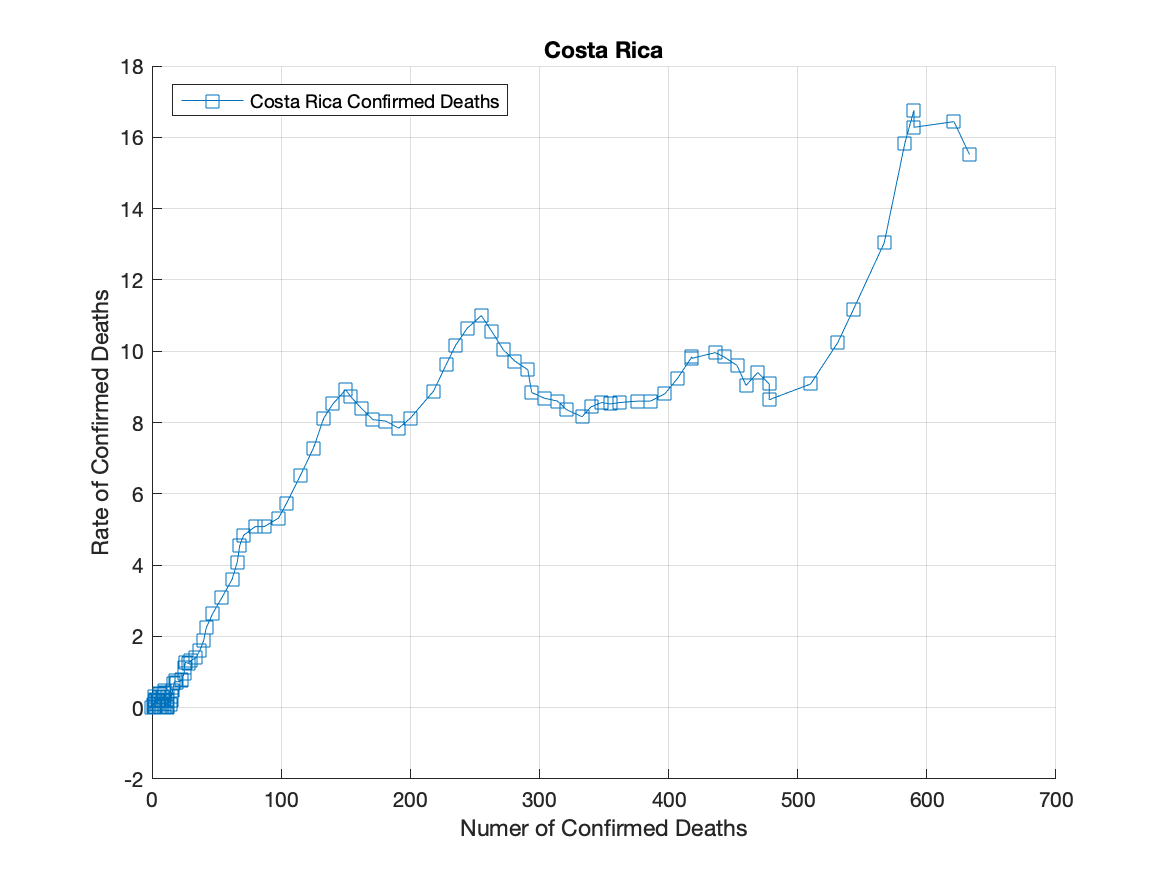 Costa Rica
Costa Rica Confirmed Deaths
18
16
14
12
10
8
6
4
2
0
-2
Rate of Confirmed Deaths
0 100 200 300 400 500 600 700
Numer of Confirmed Deaths